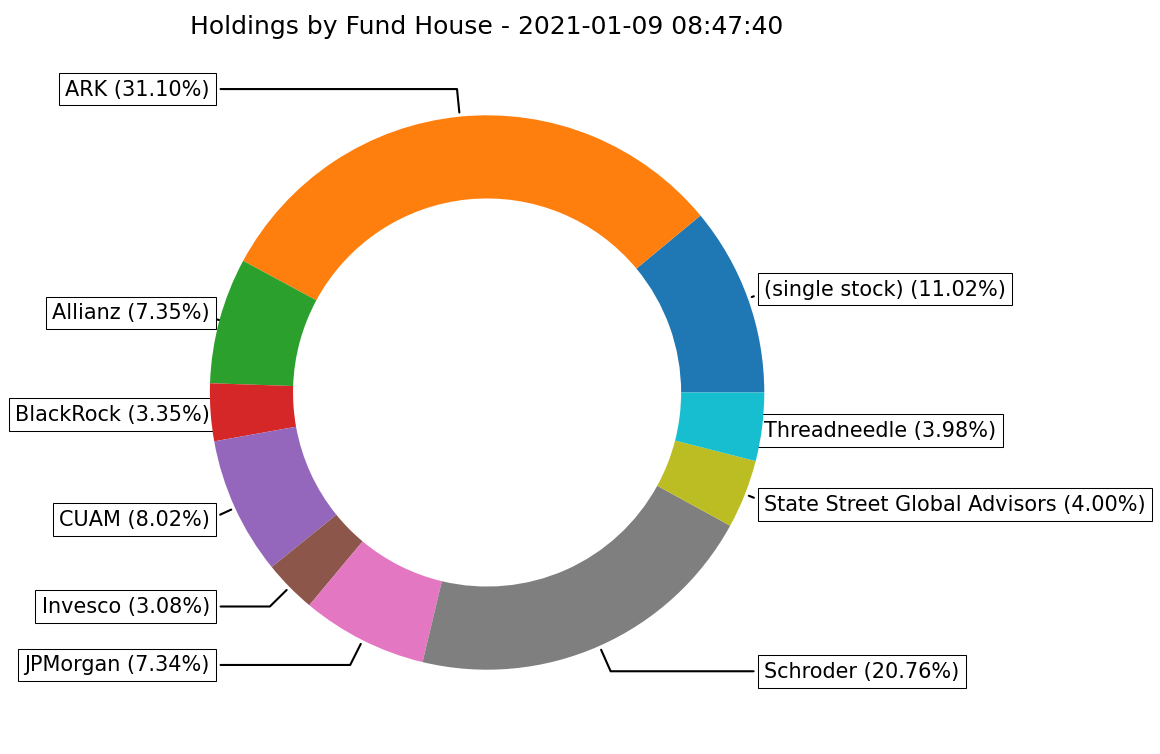 Holdings by Fund House - 2021-01-09 08:47:40
ARK (31.10%)
(single stock) (11.02%)
Allianz (7.35%)
BlackRock (3.35%)
Threadneedle (3.98%)
State Street Global Advisors (4.00%)
CUAM (8.02%)
Invesco (3.08%)
JPMorgan (7.34%)
Schroder (20.76%)